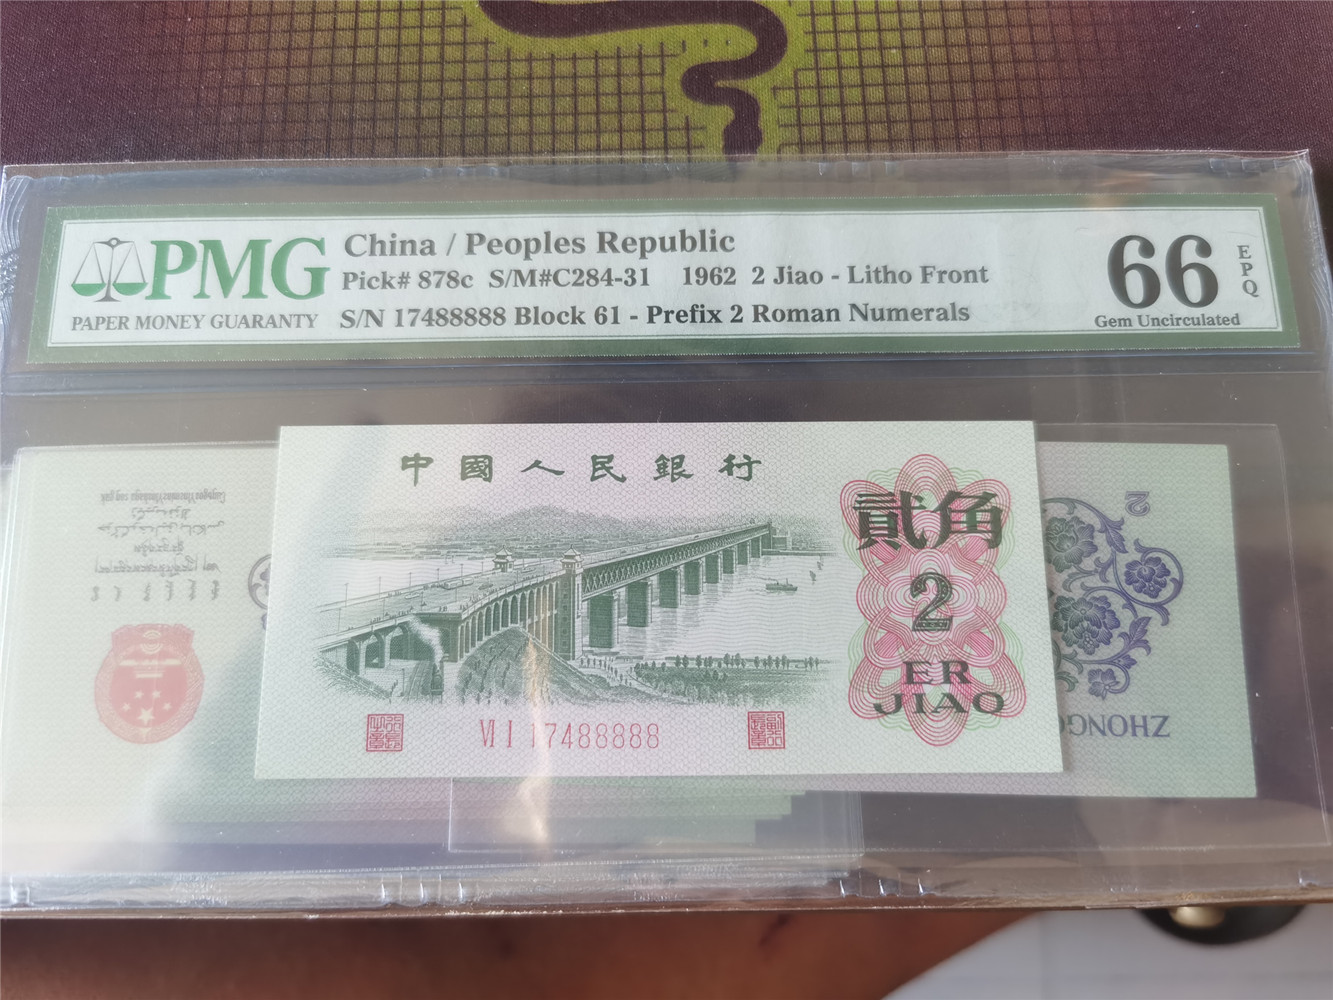 PMG
PAPER MONEY GUARANTY
China / Peoples Republic
Pick# 878c S/M#C284-31 1962 2 Jiao - Litho Front
S/N 17488888 Block 61 - Prefix 2 Roman Numerals
66 EPQ
Gem Uncirculated
中國人民銀行
貳角
2
ER
JIAO
VI I 17488888
2
ZHONGG